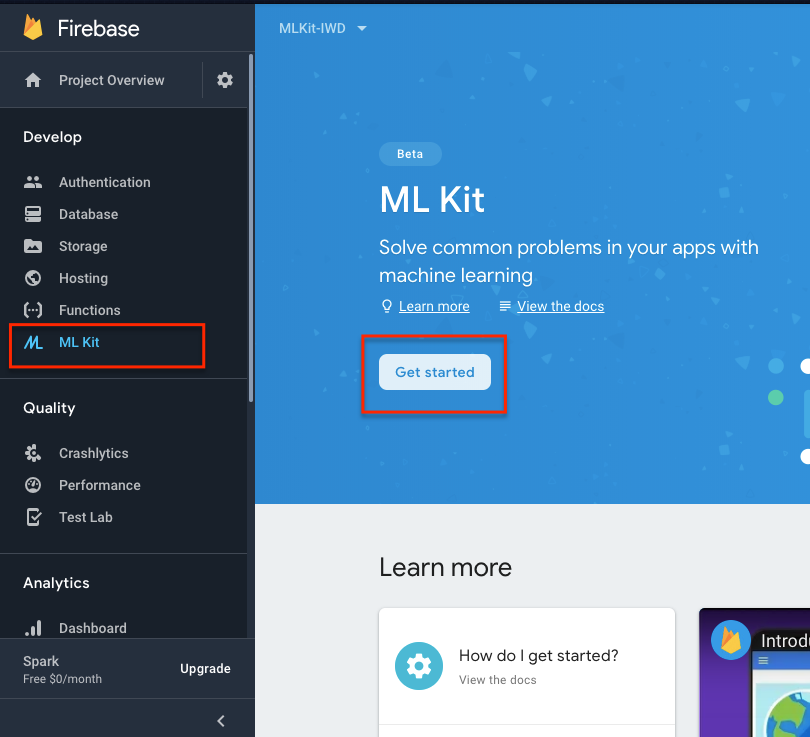 Firebase
MLKit-IWD
Project Overview
Develop
Authentication
Database
Storage
Hosting
Functions
ML Kit
Quality
Crashlytics
Performance
Test Lab
Analytics
Dashboard
Spark
Free $0/month
Upgrade
Beta
ML Kit
Solve common problems in your apps with
machine learning
Learn more View the docs
Get started
Learn more
How do I get started?
View the docs